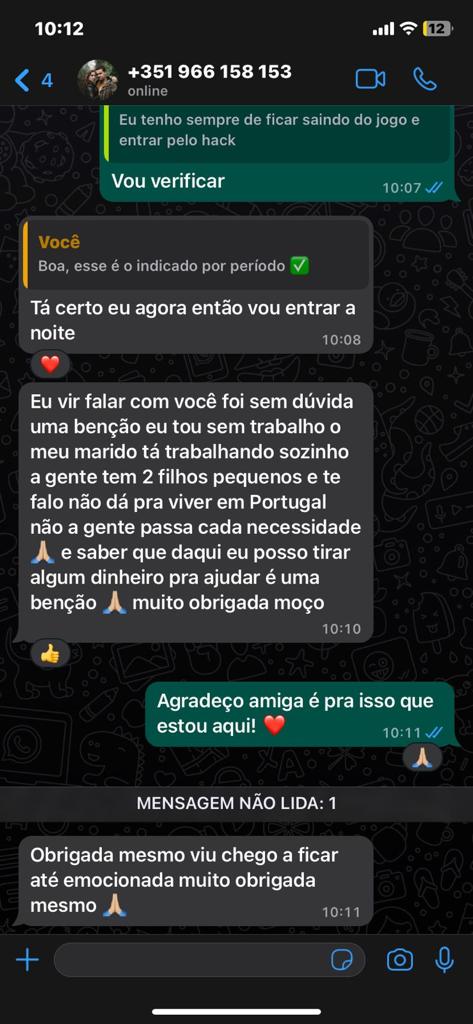 10:12
12
4
+351 966 158 153
online
Eu tenho sempre de ficar saindo do jogo e
entrar pelo hack
Vou verificar
10:07
Você
Boa, esse é o indicado por período ✅
Tá certo eu agora então vou entrar a
noite
10:08
❤️
Eu vir falar com você foi sem dúvida
uma benção eu tou sem trabalho o
meu marido tá trabalhando sozinho
a gente tem 2 filhos pequenos e te
falo não dá pra viver em Portugal
não a gente passa cada necessidade
🙏🏼 e saber que daqui eu posso tirar
algum dinheiro pra ajudar é uma
benção 🙏🏼 muito obrigada moço
10:10
👍
Agradeço amiga é pra isso que
estou aqui! ❤️
10:11
🙏🏼
MENSAGEM NÃO LIDA: 1
Obrigada mesmo viu chego a ficar
até emocionada muito obrigada
mesmo 🙏🏼
10:11